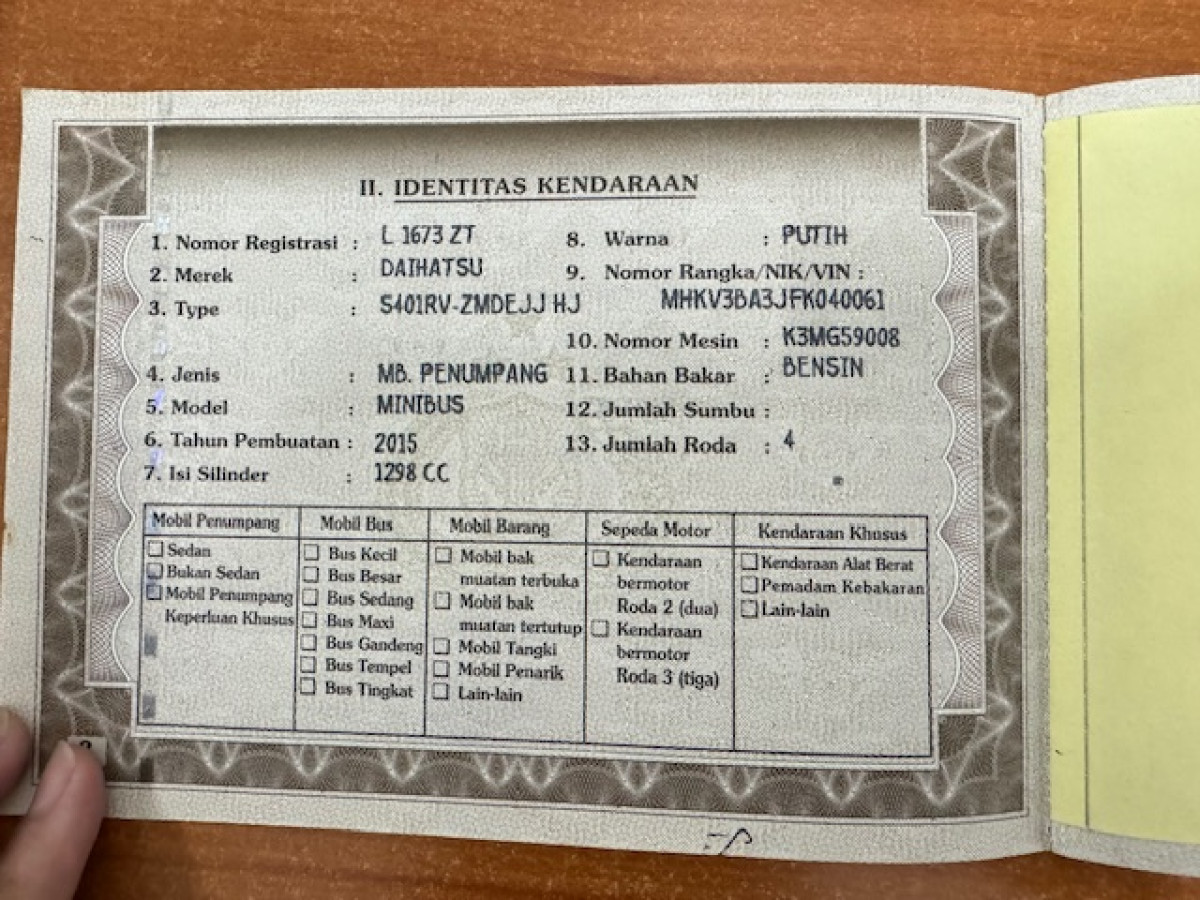 II. IDENTITAS KENDARAAN
1. Nomor Registrasi : L 1673 ZT
2. Merek : DAIHATSU
3. Type : S401RV-ZMDEJJ HJ
4. Jenis : MB. PENUMPANG
5. Model : MINIBUS
6. Tahun Pembuatan : 2015
7. Isi Silinder : 1298 CC
8. Warna : PUTIH
9. Nomor Rangka/NIK/VIN :
MHKV3BA3JFK040061
10. Nomor Mesin : K3MG59008
11. Bahan Bakar : BENSIN
12. Jumlah Sumbu :
13. Jumlah Roda : 4
Mobil Penumpang
Sedan
Bukan Sedan
Mobil Penumpang
Keperluan Khusus
Mobil Bus
Bus Kecil
Bus Besar
Bus Sedang
Bus Maxi
Bus Gandeng
Bus Tempel
Bus Tingkat
Mobil Barang
Mobil bak
muatan terbuka
Mobil bak
muatan tertutup
Mobil Tangki
Mobil Penarik
Lain-lain
Sepeda Motor
Kendaraan
bermotor
Roda 2 (dua)
Kendaraan
bermotor
Roda 3 (tiga)
Kendaraan Khusus
Kendaraan Alat Berat
Pemadam Kebakaran
Lain-lain